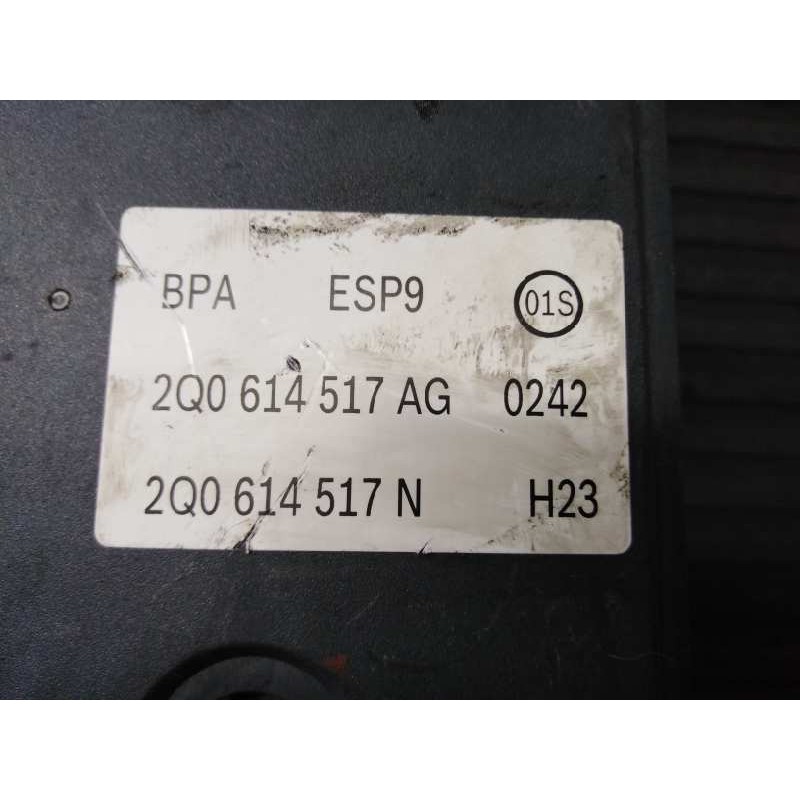 BPA ESP9 01S
2Q0 614 517 AG 0242
2Q0 614 517 N H23